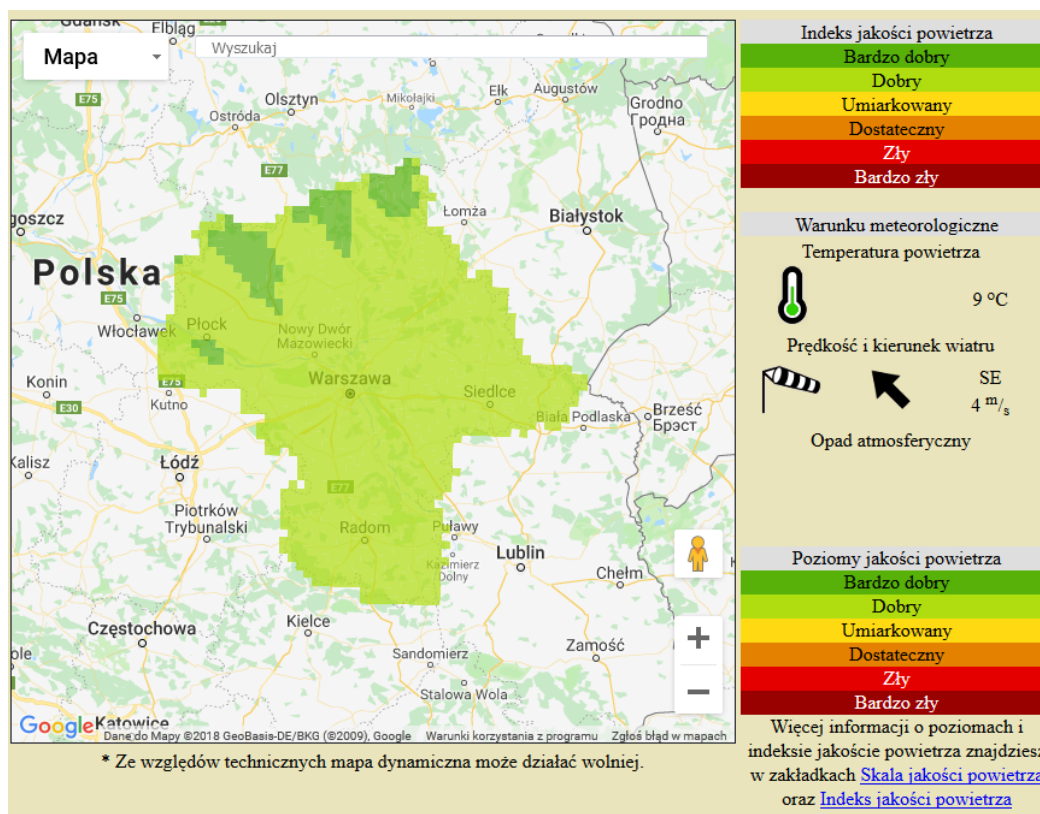 Gdańsk
Elbląg
Mapa
Wyszukaj
E75
Olsztyn
Mikołajki
Ełk
Augustów
Ostróda
Grodno
Гродна
E77
Łomża
Białystok
goszcz
Polska
E75
Włocławek
Płock
Nowy Dwór
Mazowiecki
Konin
E75
Warszawa
Siedlce
E30
Kutno
Biała Podlaska
Brześć
Брэст
Kalisz
Łódź
E77
Piotrków
Trybunalski
Radom
Puławy
Kazimierz
Dolny
Lublin
Chełm
Częstochowa
Kielce
Sandomierz
Zamość
ole
Stalowa Wola
Google
Katowice
Dane do Mapy ©2018 GeoBasis-DE/BKG (©2009), Google
Warunki korzystania z programu
Zgłoś błąd w mapach
* Ze względów technicznych mapa dynamiczna może działać wolniej.
Indeks jakości powietrza
Bardzo dobry
Dobry
Umiarkowany
Dostateczny
Zły
Bardzo zły
Warunku meteorologiczne
Temperatura powietrza
9 °C
Prędkość i kierunek wiatru
SE
4 m/s
Opad atmosferyczny
Poziomy jakości powietrza
Bardzo dobry
Dobry
Umiarkowany
Dostateczny
Zły
Bardzo zły
Więcej informacji o poziomach i
indeksie jakoście powietrza znajdziesz
w zakładkach Skala jakości powietrza
oraz Indeks jakości powietrza